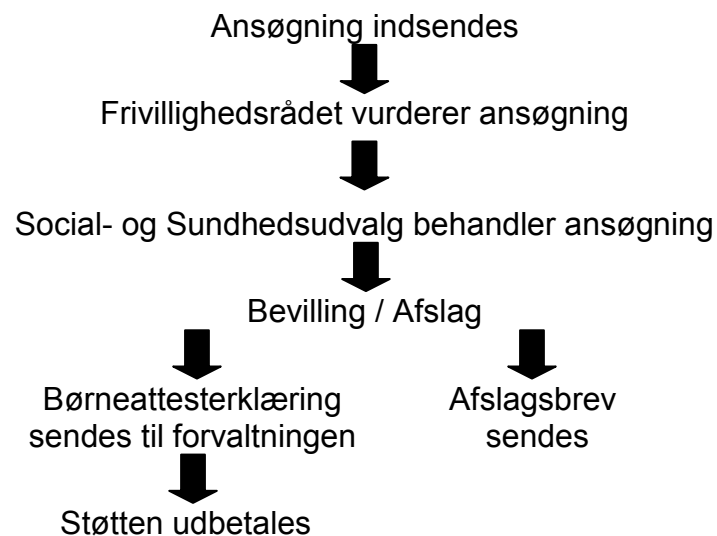 Ansøgning indsendes
Frivillighedsrådet vurderer ansøgning
Social- og Sundhedsudvalg behandler ansøgning
Bevilling / Afslag
Børneattesterklæring
sendes til forvaltningen
Afslagsbrev
sendes
Støtten udbetales